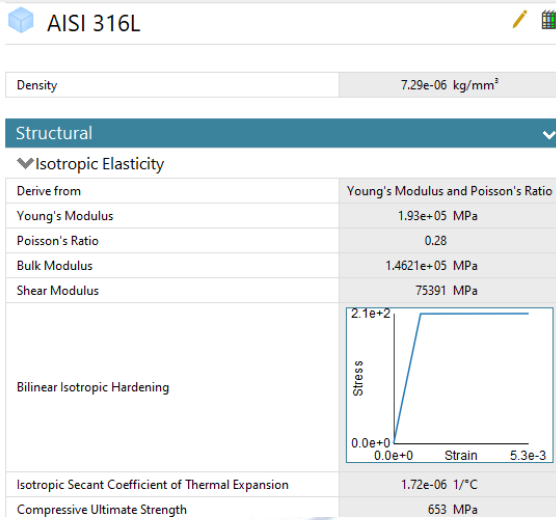 AISI 316L
Density 7.29e-06 kg/mm³
Structural
Isotropic Elasticity
Derive from Young's Modulus and Poisson's Ratio
Young's Modulus 1.93e+05 MPa
Poisson's Ratio 0.28
Bulk Modulus 1.4621e+05 MPa
Shear Modulus 75391 MPa
Bilinear Isotropic Hardening
2.1e+2
Stress
0.0e+0
0.0e+0 Strain 5.3e-3
Isotropic Secant Coefficient of Thermal Expansion 1.72e-06 1/°C
Compressive Ultimate Strength 653 MPa